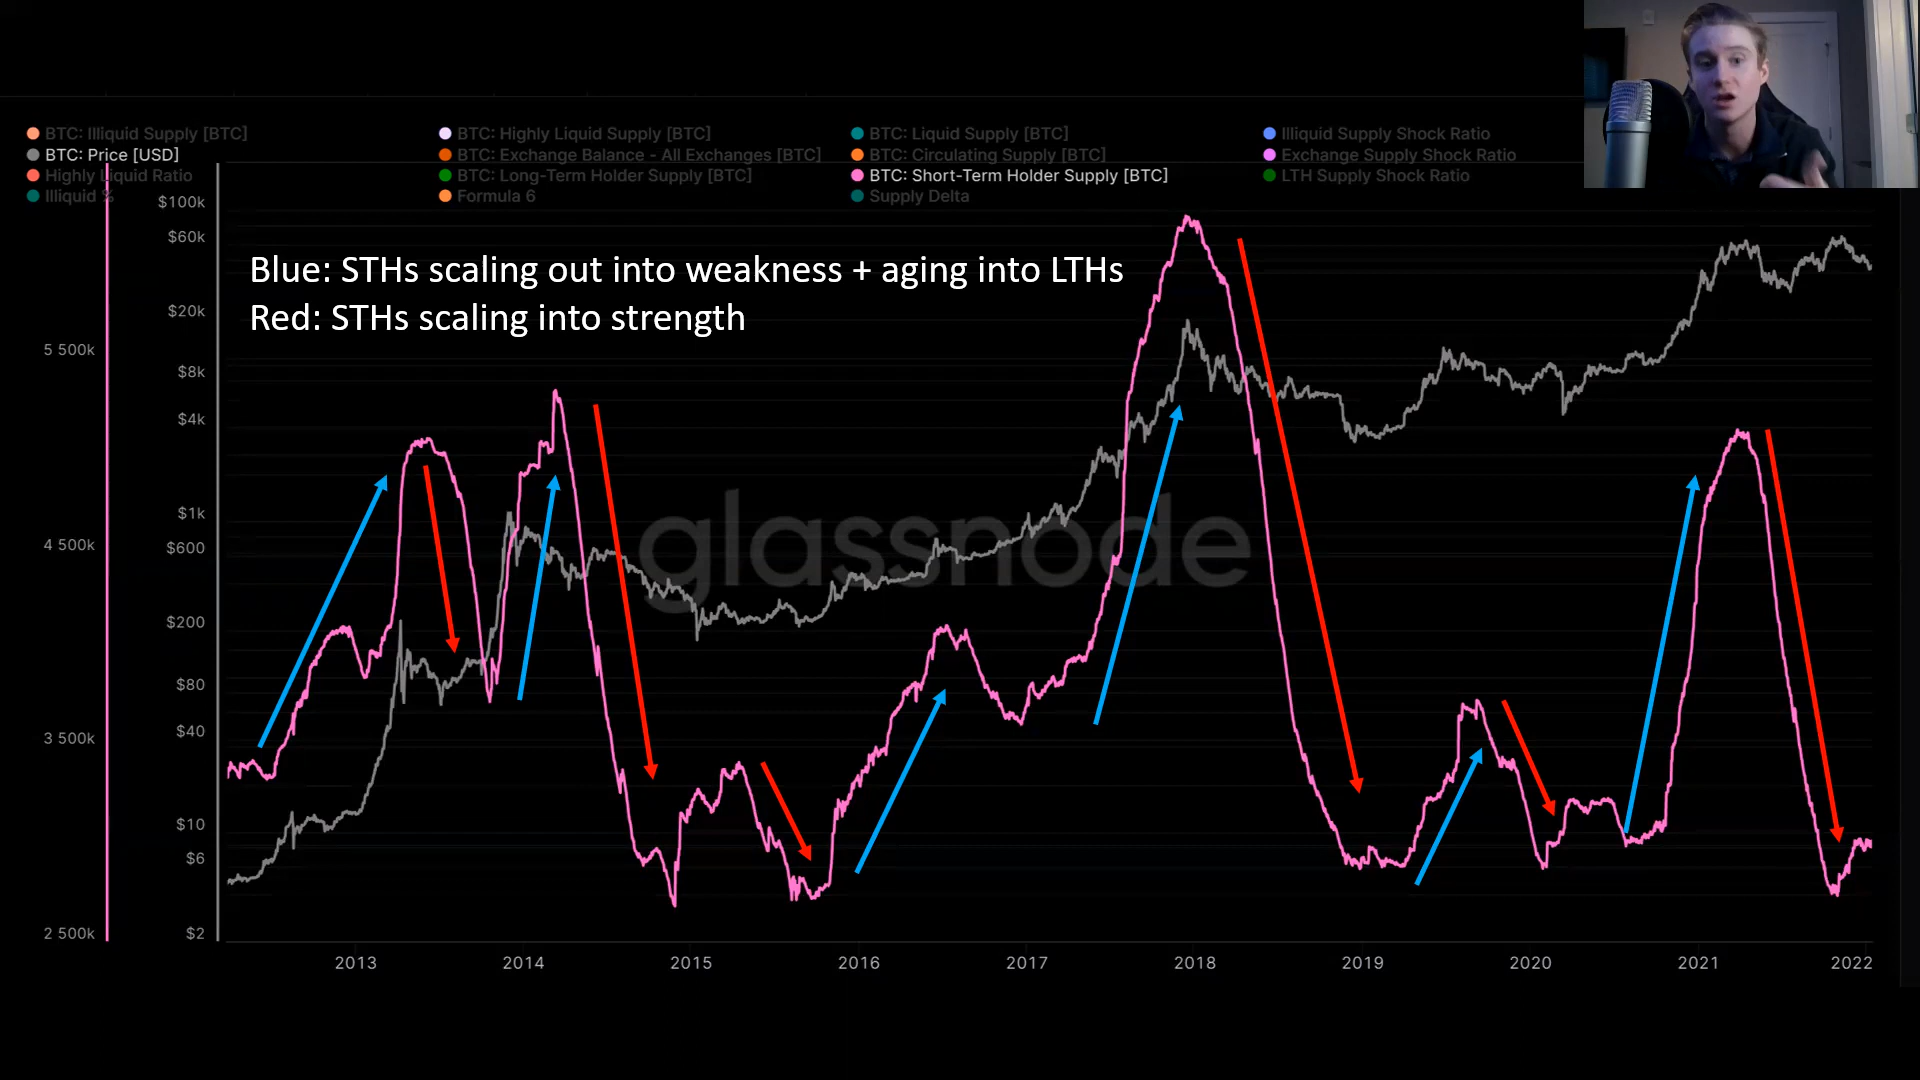 BTC: Illiquid Supply [BTC]
BTC: Highly Liquid Supply [BTC]
BTC: Liquid Supply [BTC]
Illiquid Supply Shock Ratio
BTC: Price [USD]
BTC: Exchange Balance - All Exchanges [BTC]
BTC: Circulating Supply [BTC]
Exchange Supply Shock Ratio
Highly Liquid Ratio
BTC: Long-Term Holder Supply [BTC]
BTC: Short-Term Holder Supply [BTC]
LTH Supply Shock Ratio
Illiquid %
Formula 6
Supply Delta
Blue: STHs scaling out into weakness + aging into LTHs
Red: STHs scaling into strength
5 500k
4 500k
3 500k
2 500k
$100k
$60k
$20k
$8k
$4k
$1k
$600
$200
$80
$40
$10
$6
$2
glassnode
2013
2014
2015
2016
2017
2018
2019
2020
2021
2022